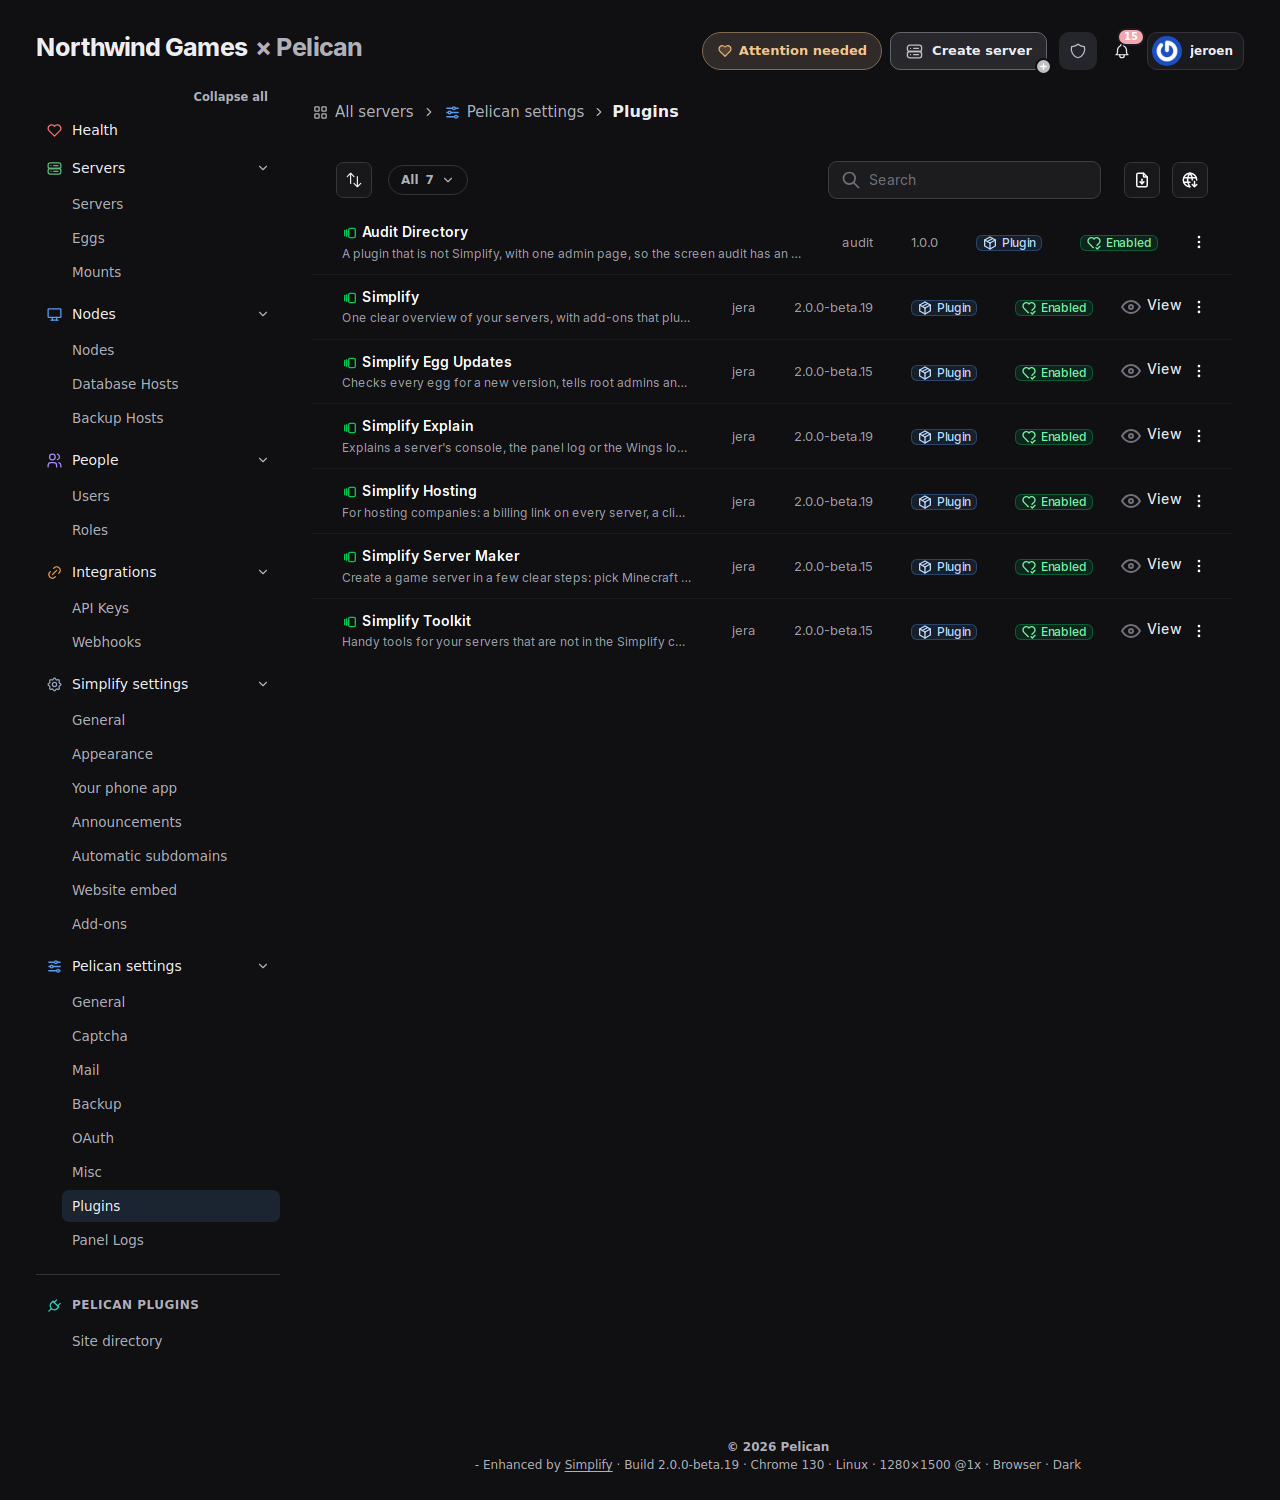 Northwind Games × Pelican
Attention needed
Create server
15
jeroen
Collapse all
Health
Servers
Servers
Eggs
Mounts
Nodes
Nodes
Database Hosts
Backup Hosts
People
Users
Roles
Integrations
API Keys
Webhooks
Simplify settings
General
Appearance
Your phone app
Announcements
Automatic subdomains
Website embed
Add-ons
Pelican settings
General
Captcha
Mail
Backup
OAuth
Misc
Plugins
Panel Logs
PELICAN PLUGINS
Site directory
All servers > Pelican settings > Plugins
All 7
Search
Audit Directory
A plugin that is not Simplify, with one admin page, so the screen audit has an ...
audit 1.0.0 Plugin Enabled
Simplify
One clear overview of your servers, with add-ons that plu...
jera 2.0.0-beta.19 Plugin Enabled View
Simplify Egg Updates
Checks every egg for a new version, tells root admins an...
jera 2.0.0-beta.15 Plugin Enabled View
Simplify Explain
Explains a server's console, the panel log or the Wings lo...
jera 2.0.0-beta.19 Plugin Enabled View
Simplify Hosting
For hosting companies: a billing link on every server, a cli...
jera 2.0.0-beta.19 Plugin Enabled View
Simplify Server Maker
Create a game server in a few clear steps: pick Minecraft ...
jera 2.0.0-beta.15 Plugin Enabled View
Simplify Toolkit
Handy tools for your servers that are not in the Simplify c...
jera 2.0.0-beta.15 Plugin Enabled View
© 2026 Pelican
- Enhanced by Simplify · Build 2.0.0-beta.19 · Chrome 130 · Linux · 1280×1500 @1x · Browser · Dark